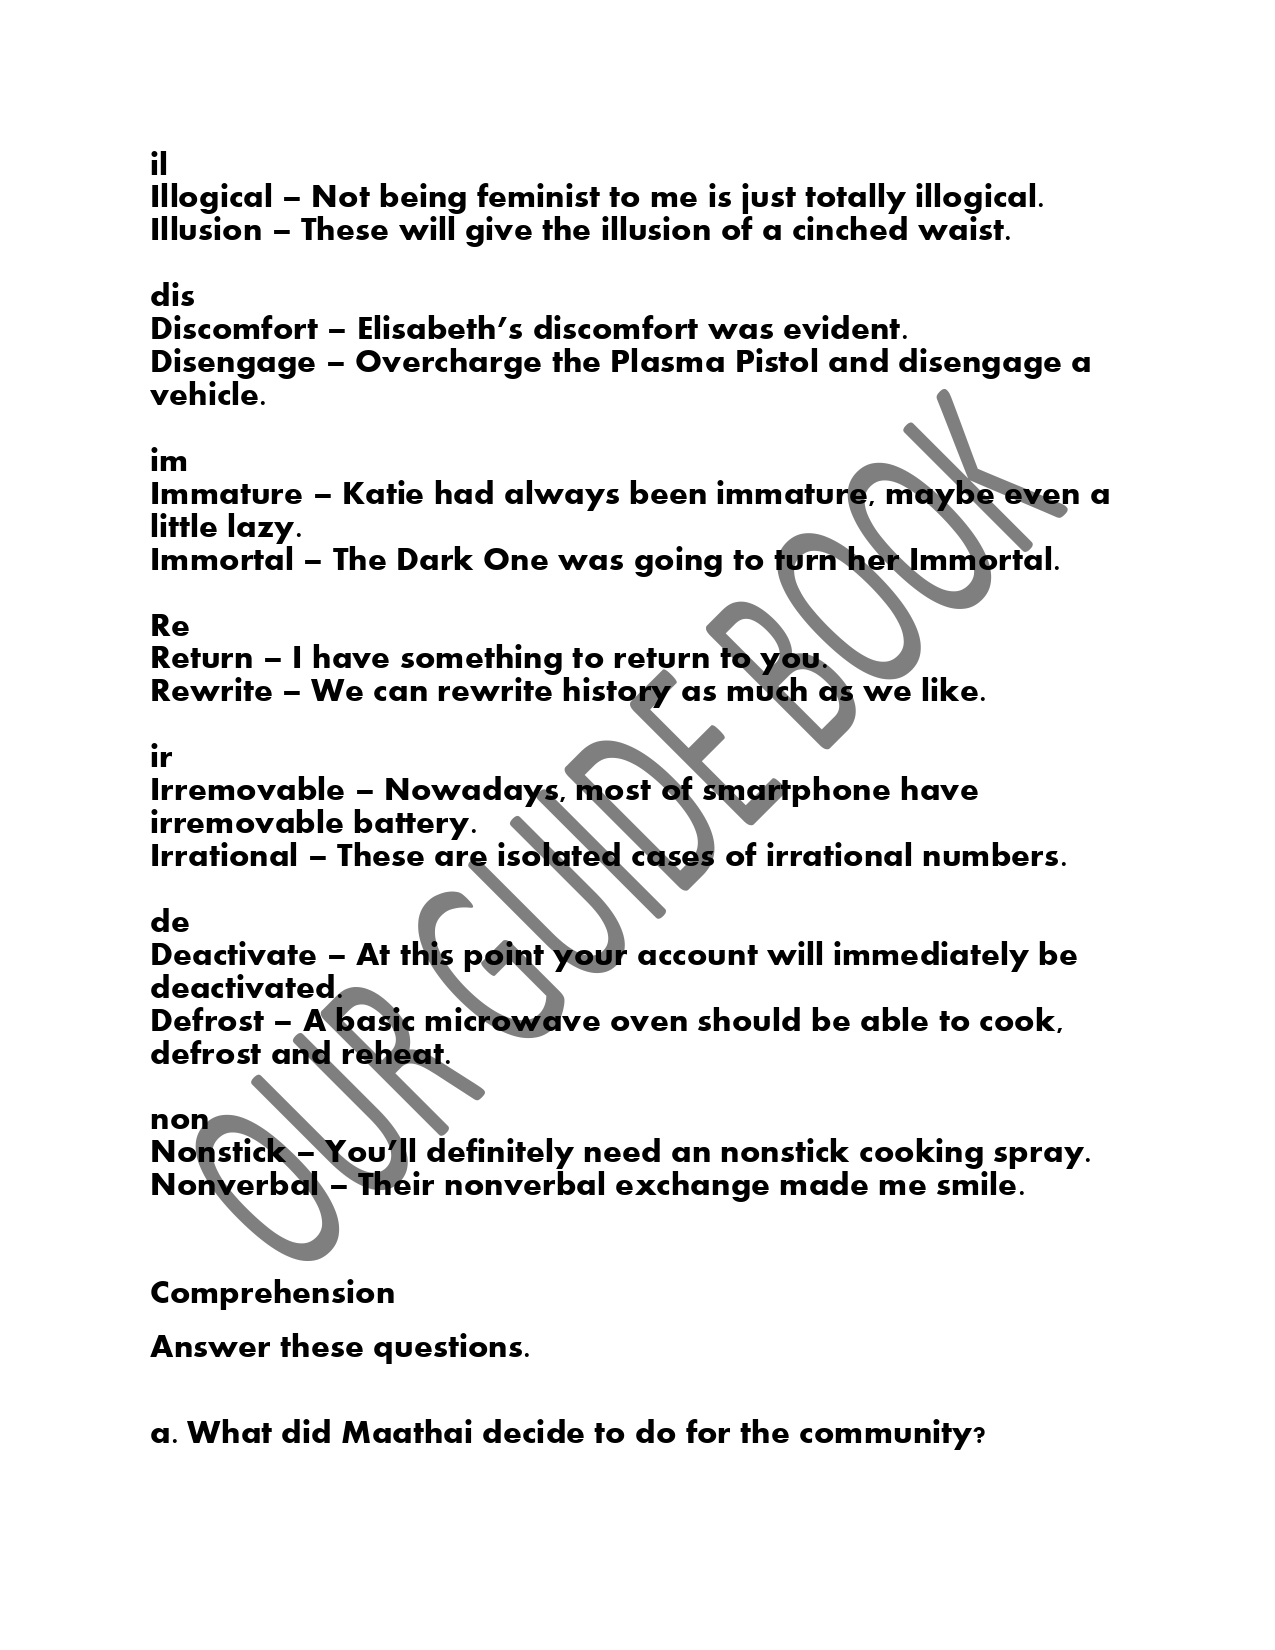 il
Illogical – Not being feminist to me is just totally illogical.
Illusion – These will give the illusion of a cinched waist.
dis
Discomfort – Elisabeth’s discomfort was evident.
Disengage – Overcharge the Plasma Pistol and disengage a
vehicle.
im
Immature – Katie had always been immature, maybe even a
little lazy.
Immortal – The Dark One was going to turn her Immortal.
Re
Return – I have something to return to you.
Rewrite – We can rewrite history as much as we like.
ir
Irremovable – Nowadays, most of smartphone have
irremovable battery.
Irrational – These are isolated cases of irrational numbers.
de
Deactivate – At this point your account will immediately be
deactivated.
Defrost – A basic microwave oven should be able to cook,
defrost and reheat.
non
Nonstick – You’ll definitely need an nonstick cooking spray.
Nonverbal – Their nonverbal exchange made me smile.
Comprehension
Answer these questions.
a. What did Maathai decide to do for the community?
OUR GUIDE BOOK